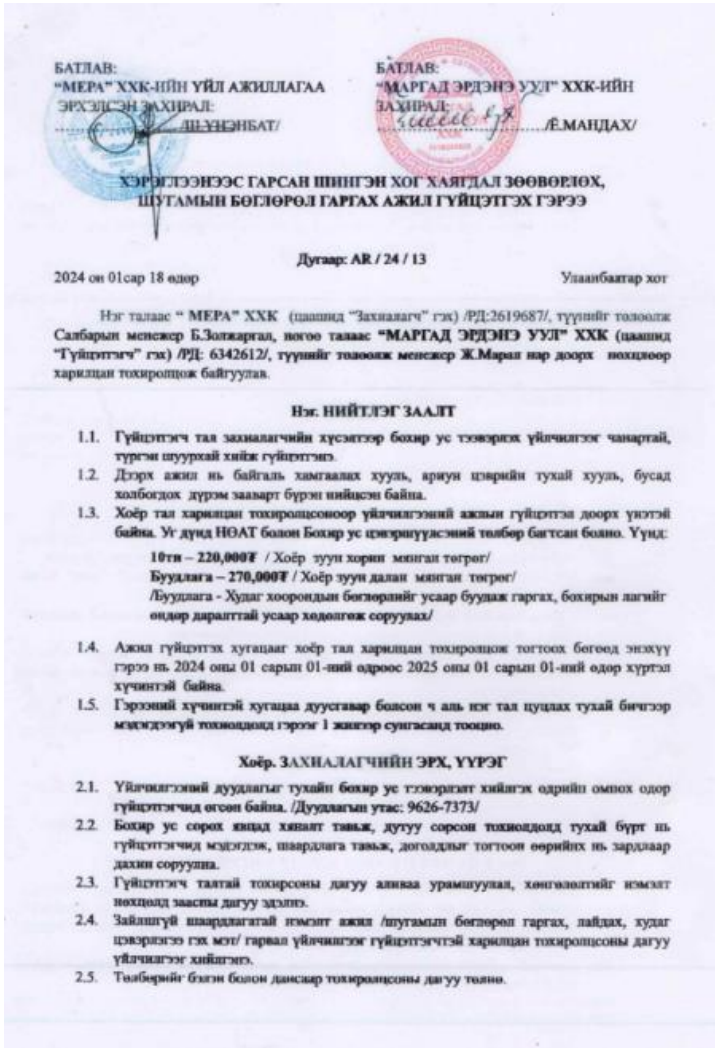 БАТЛАВ:
“МЕРА” ХХК-ИЙН ҮЙЛ АЖИЛЛАГАА
ЭРХЭЛСЭН ЗАХИРАЛ:
/Ш.ҮНЭНБАТ/
БАТЛАВ:
“МАРГАД ЭРДЭНЭ УУЛ” ХХК-ИЙН
ЗАХИРАЛ:
/Ё.МАНДАХ/
ХЭРЭГЛЭЭНЭЭС ГАРСАН ШИНГЭН ХОГ ХАЯГДАЛ ЗӨӨВӨРЛӨХ,
ШУГАМЫН БӨГЛӨРӨЛ ГАРГАХ АЖИЛ ГҮЙЦЭТГЭХ ГЭРЭЭ
Дугаар: AR / 24 / 13
2024 он 01сар 18 өдөр Улаанбаатар хот
Нэг талаас “ МЕРА” ХХК (цаашид “Захиалагч” гэх) /РД:2619687/, түүнийг төлөөлж
Салбарын менежер Б.Золжаргал, нөгөө талаас “МАРГАД ЭРДЭНЭ УУЛ” ХХК (цаашид
“Гүйцэтгэгч” гэх) /РД: 6342612/, түүнийг төлөөлж менежер Ж.Марал нар доорх нөхцлөөр
харилцан тохиролцож байгуулав.
Нэг. НИЙТЛЭГ ЗААЛТ
1.1. Гүйцэтгэгч тал захиалагчийн хүсэлтээр бохир ус тээвэрлэх үйлчилгээг чанартай,
түргэн шуурхай хийж гүйцэтгэнэ.
1.2. Дээрх ажил нь байгаль хамгаалах хууль, ариун цэврийн тухай хууль, бусад
холбогдох дүрэм зааварт бүрэн нийцсэн байна.
1.3. Хоёр тал харилцан тохиролцсоноор үйлчилгээний ажлын гүйцэтгэл доорх үнэтэй
байна. Уг дүнд НӨАТ болон Бохир ус цэвэршүүлсэний төлбөр багтсан болно. Үүнд:
10тн – 220,000₮ / Хоёр зуун хорин мянган төгрөг/
Буудлага – 270,000₮ / Хоёр зуун далан мянган төгрөг/
/Буудлага - Худаг хоорондын бөглөрлийг усаар буудаж гаргах, бохирын лагийг
өндөр даралттай усаар хөдөлгөж соруулах/
1.4. Ажил гүйцэтгэх хугацааг хоёр тал харилцан тохиролцож тогтоох бөгөөд энэхүү
гэрээ нь 2024 оны 01 сарын 01-ний өдрөөс 2025 оны 01 сарын 01-ний өдөр хүртэл
хүчинтэй байна.
1.5. Гэрээний хүчинтэй хугацаа дуусгавар болсон ч аль нэг тал цуцлах тухай бичгээр
мэдэгдээгүй тохиолдолд гэрээг 1 жилээр сунгасанд тооцно.
Хоёр. ЗАХИАЛАГЧИЙН ЭРХ, ҮҮРЭГ
2.1. Үйлчилгээний дуудлагыг тухайн бохир ус тээвэрлэлт хийлгэх өдрийн өмнөх өдөр
гүйцэтгэгчид өгсөн байна. /Дуудлагын утас: 9626-7373/
2.2. Бохир ус сорох явцад хяналт тавьж, дутуу сорсон тохиолдолд тухай бүрт нь
гүйцэтгэгчид мэдэгдэж, шаардлага тавьж, доголдлыг тогтоон өөрийнх нь зардлаар
дахин соруулна.
2.3. Гүйцэтгэгч талтай тохирсоны дагуу аливаа урамшуулал, хөнгөлөлтийг нэмэлт
нөхцөлд заасны дагуу эдэлнэ.
2.4. Зайлшгүй шаардлагатай нэмэлт ажил /шугамын бөглөрөл гаргах, лайдах, худаг
цэвэрлэгээ гэх мэт/ гарвал үйлчилгээг гүйцэтгэгчтэй харилцан тохиролцсоны дагуу
үйлчилгээг хийлгэнэ.
2.5. Төлбөрийг бэлэн болон дансаар тохиролцсоны дагуу төлнө.